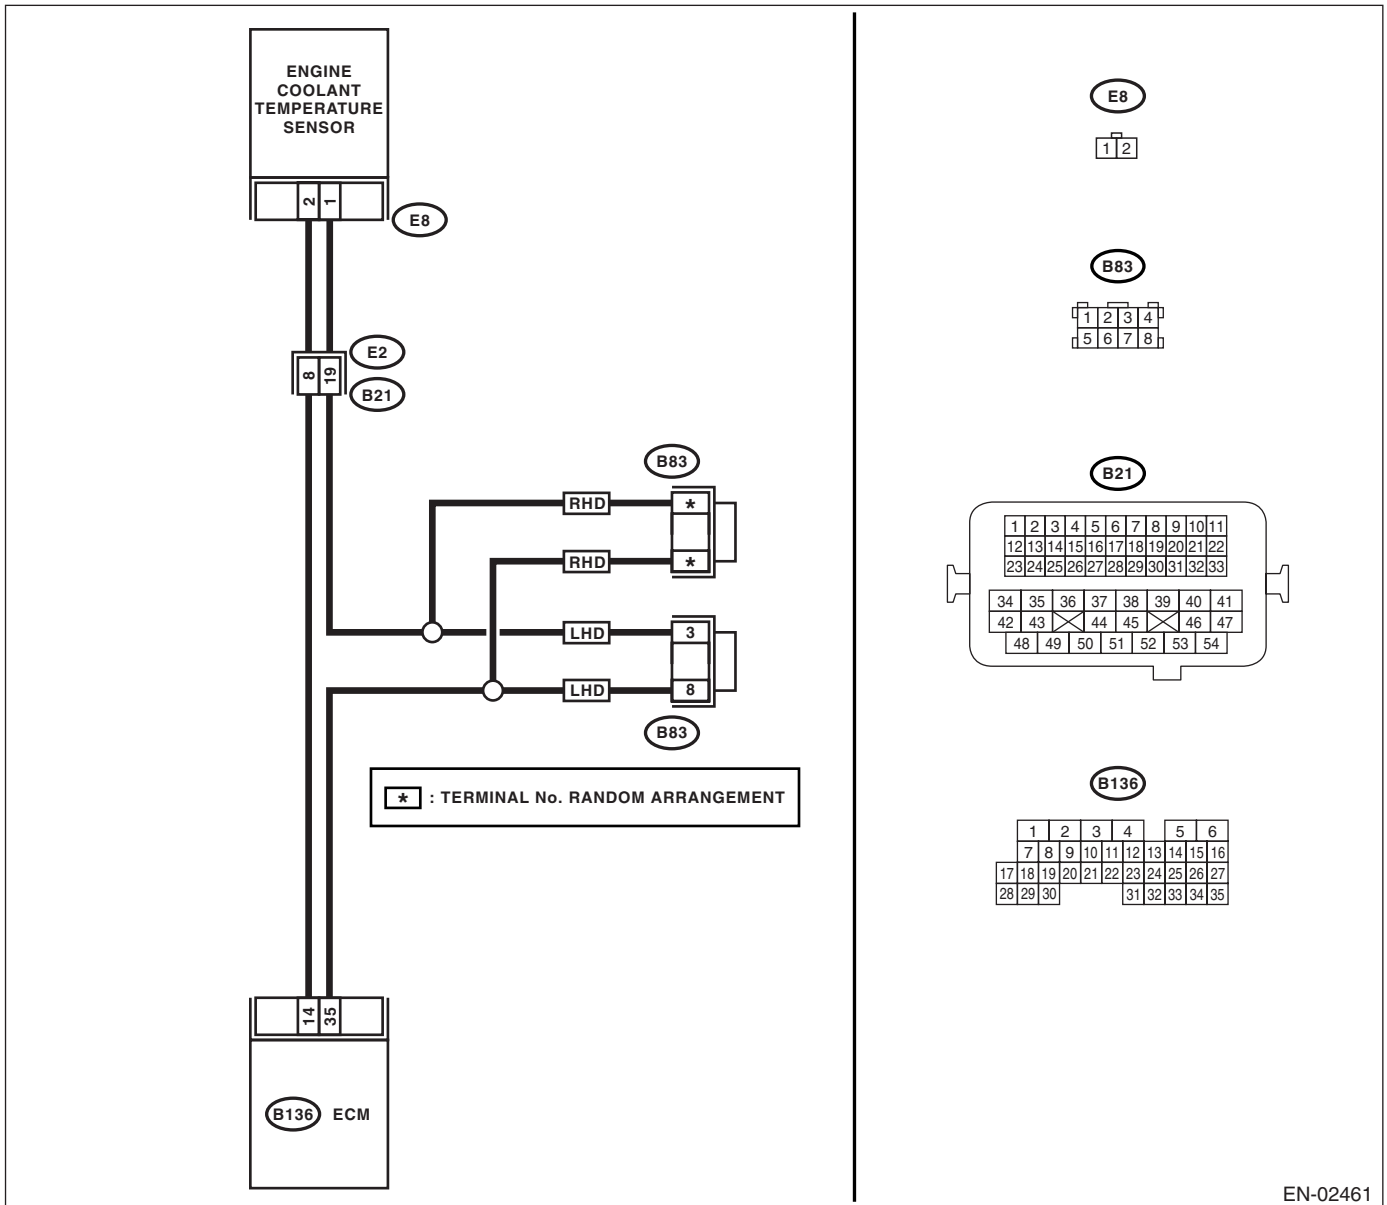 ENGINE
COOLANT
TEMPERATURE
SENSOR
2 1
E8
E2
8 19
B21
B83
RHD *
RHD *
LHD 3
LHD 8
B83
* : TERMINAL No. RANDOM ARRANGEMENT
14 35
B136 ECM
E8
1 2
B83
1 2 3 4
5 6 7 8
B21
1 2 3 4 5 6 7 8 9 10 11
12 13 14 15 16 17 18 19 20 21 22
23 24 25 26 27 28 29 30 31 32 33
34 35 36 37 38 39 40 41
42 43 44 45 46 47
48 49 50 51 52 53 54
B136
1 2 3 4 5 6
7 8 9 10 11 12 13 14 15 16
17 18 19 20 21 22 23 24 25 26 27
28 29 30 31 32 33 34 35
EN-02461